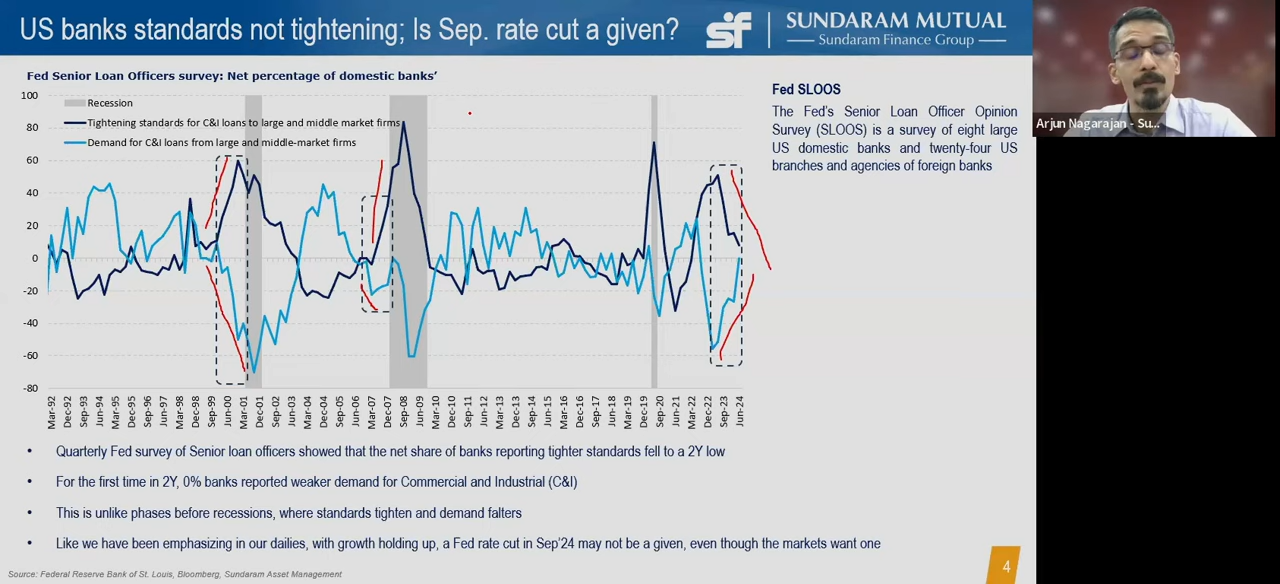 US banks standards not tightening; Is Sep. rate cut a given?
sf
SUNDARAM MUTUAL
Sundaram Finance Group
Arjun Nagarajan - Su...
Fed Senior Loan Officers survey: Net percentage of domestic banks'
100
80
60
40
20
0
-20
-40
-60
-80
Recession
Tightening standards for C&I loans to large and middle market firms
Demand for C&I loans from large and middle-market firms
Mar-92
Dec-92
Sep-93
Jun-94
Mar-95
Dec-95
Sep-96
Jun-97
Mar-98
Dec-98
Sep-99
Jun-00
Mar-01
Dec-01
Sep-02
Jun-03
Mar-04
Dec-04
Sep-05
Jun-06
Mar-07
Dec-07
Sep-08
Jun-09
Mar-10
Dec-10
Sep-11
Jun-12
Mar-13
Dec-13
Sep-14
Jun-15
Mar-16
Dec-16
Sep-17
Jun-18
Mar-19
Dec-19
Sep-20
Jun-21
Mar-22
Dec-22
Sep-23
Jun-24
Fed SLOOS
The Fed's Senior Loan Officer Opinion
Survey (SLOOS) is a survey of eight large
US domestic banks and twenty-four US
branches and agencies of foreign banks
• Quarterly Fed survey of Senior loan officers showed that the net share of banks reporting tighter standards fell to a 2Y low
• For the first time in 2Y, 0% banks reported weaker demand for Commercial and Industrial (C&I)
• This is unlike phases before recessions, where standards tighten and demand falters
• Like we have been emphasizing in our dailies, with growth holding up, a Fed rate cut in Sep'24 may not be a given, even though the markets want one
Source: Federal Reserve Bank of St. Louis, Bloomberg, Sundaram Asset Management
4